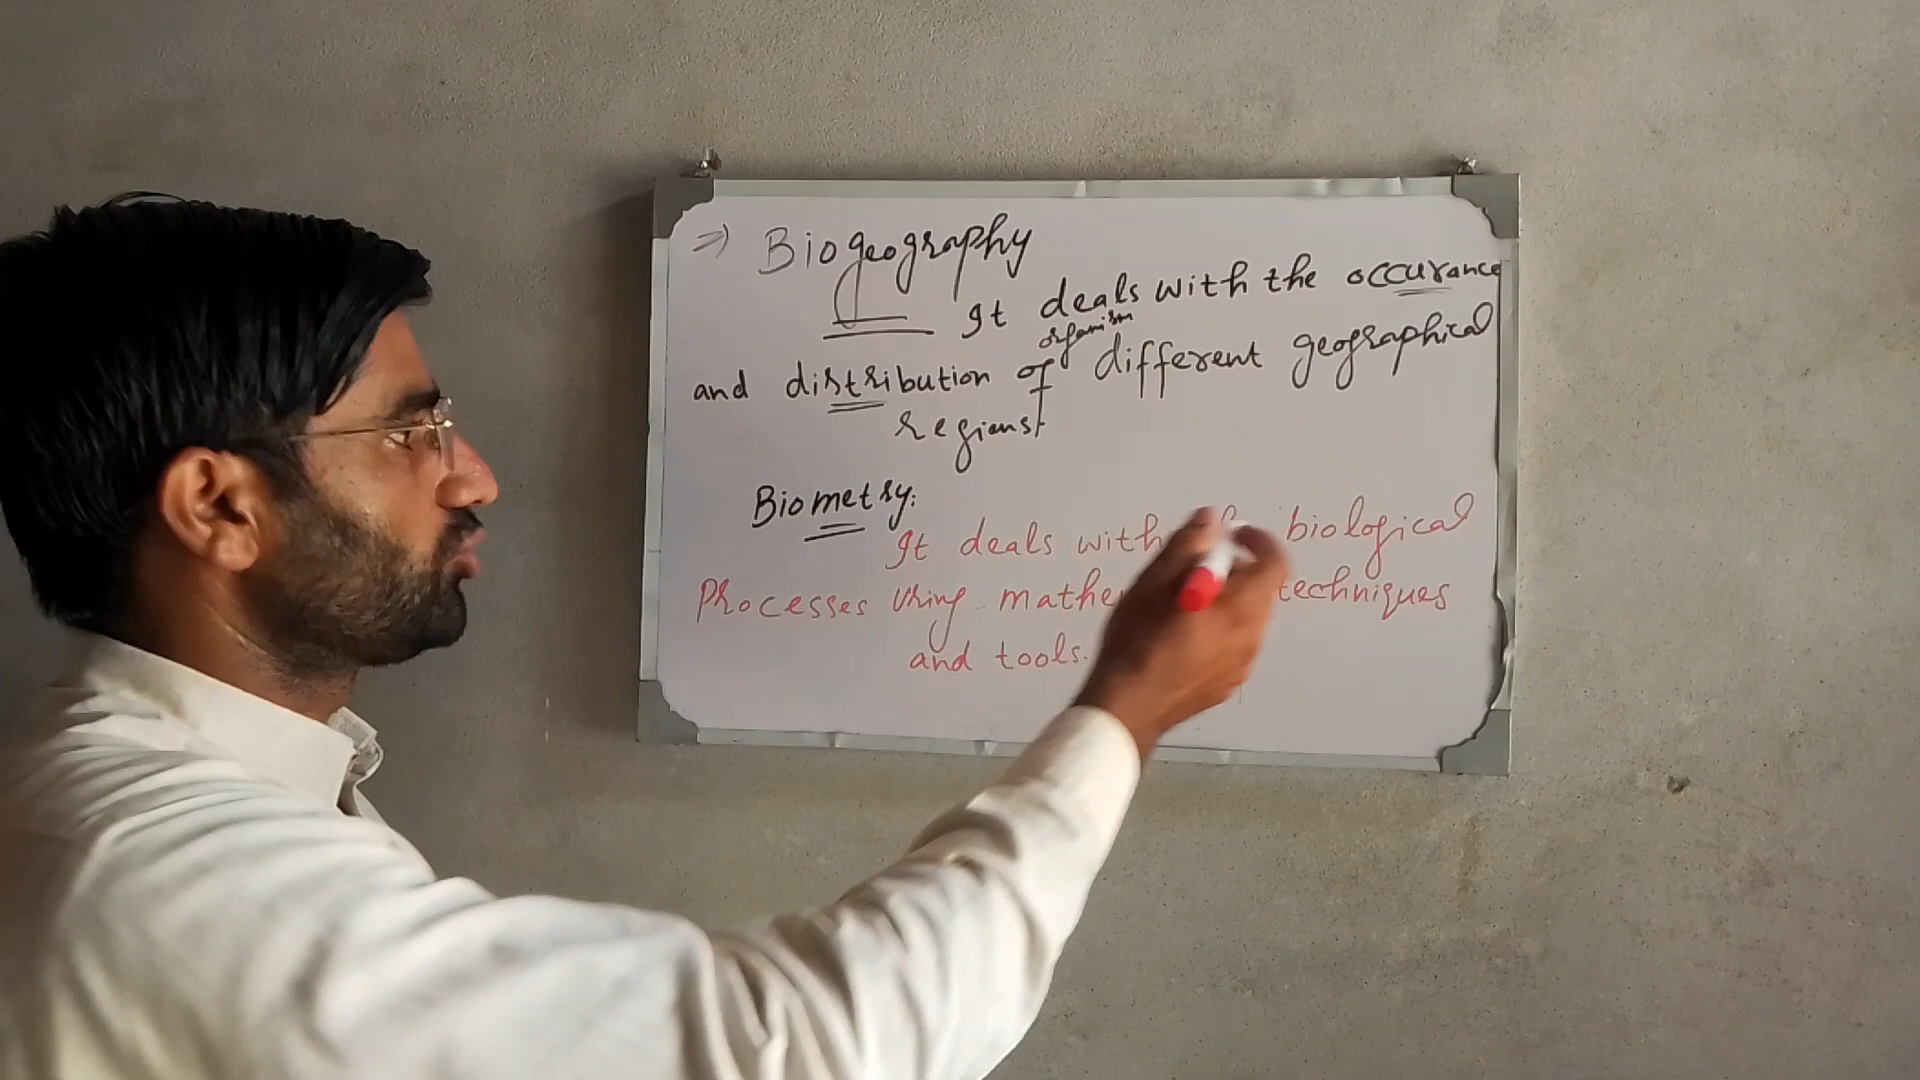 ⇒ Biogeography
It deals with the occurance
organism
and distribution of different geographical
regions
Biometry:
It deals with biological
Processes using techniques
and tools.